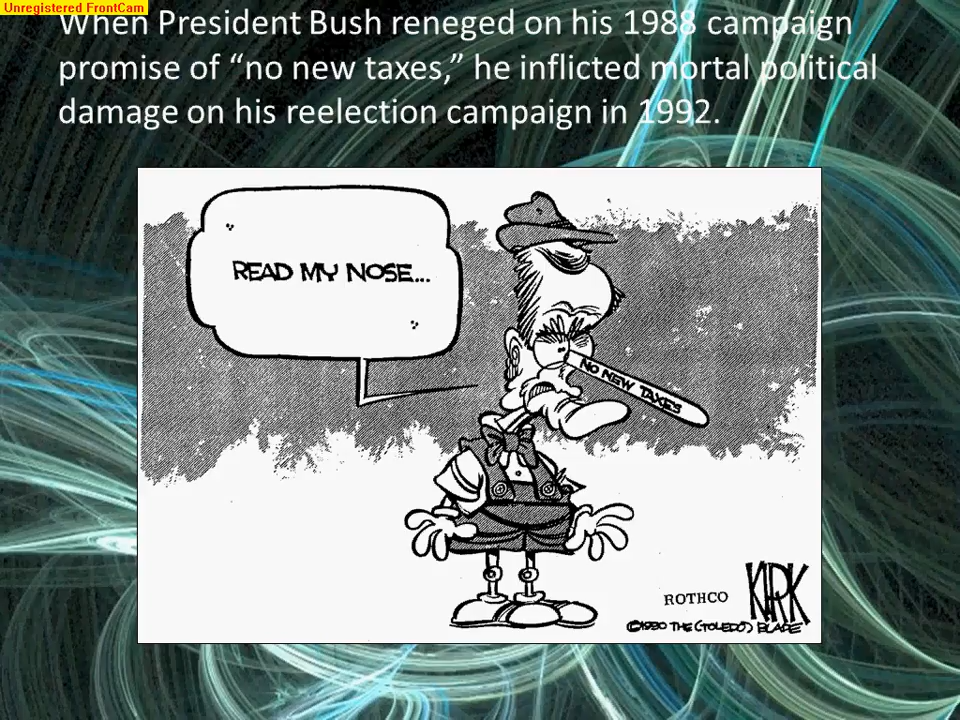 Unregistered FrontCam
When President Bush reneged on his 1988 campaign
promise of “no new taxes,” he inflicted mortal political
damage on his reelection campaign in 1992.
READ MY NOSE...
NO NEW TAXES
ROTHCO
KIRK
©1990 THE (TOLEDO) BLADE